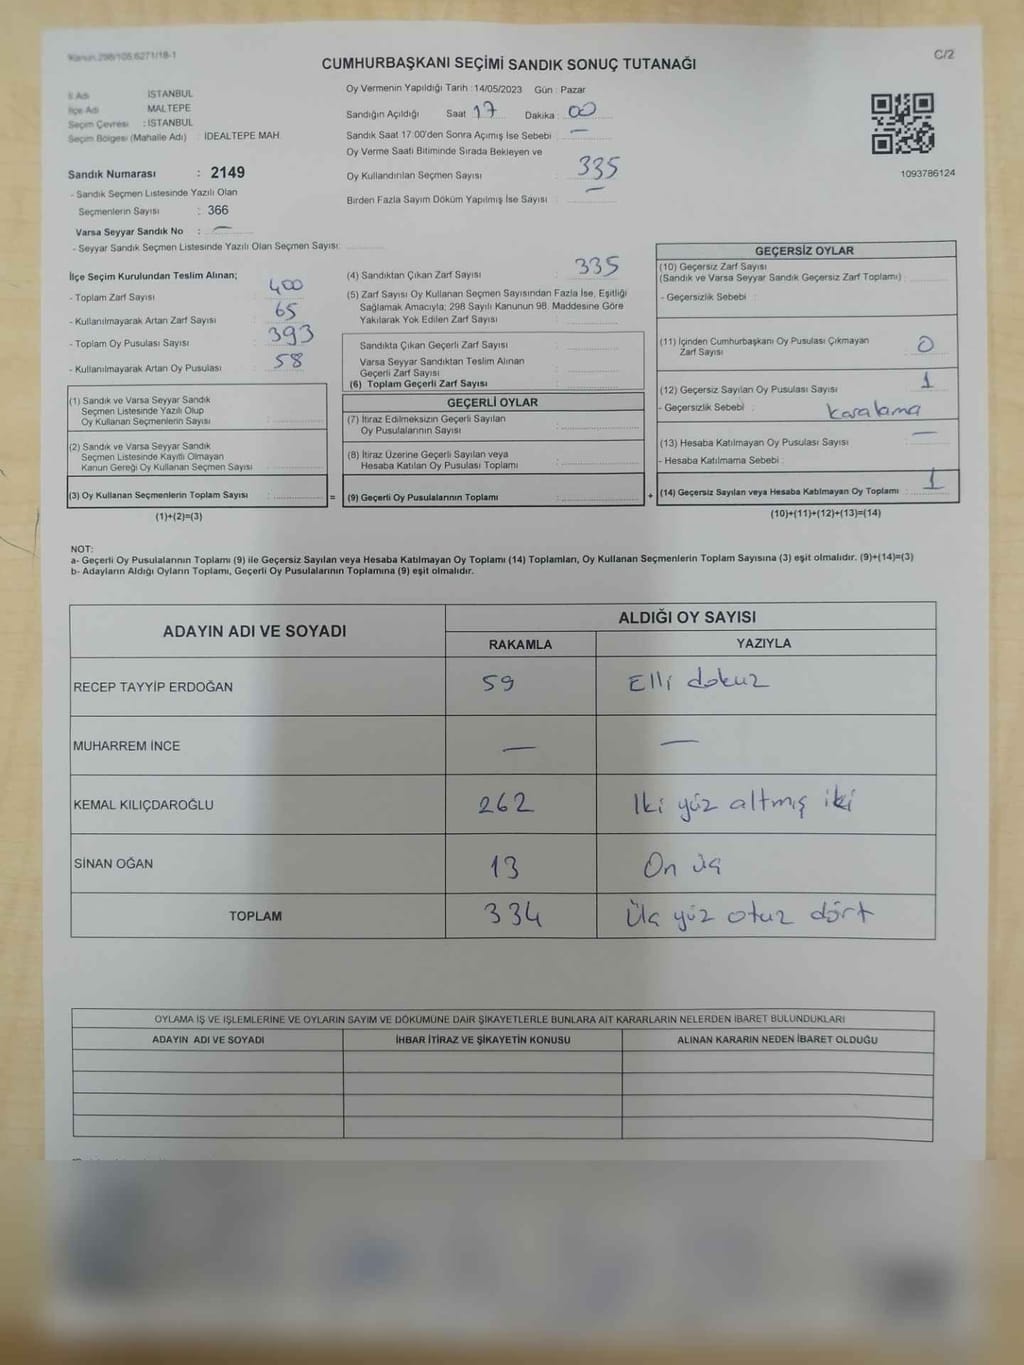 Kanun:298/105,6271/18-1
C/2
CUMHURBAŞKANI SEÇİMİ SANDIK SONUÇ TUTANAĞI
İl Adı : İSTANBUL
İlçe Adı : MALTEPE
Seçim Çevresi : İSTANBUL
Seçim Bölgesi (Mahalle Adı) : İDEALTEPE MAH.
Sandık Numarası : 2149
- Sandık Seçmen Listesinde Yazılı Olan
Seçmenlerin Sayısı : 366
Varsa Seyyar Sandık No : —
- Seyyar Sandık Seçmen Listesinde Yazılı Olan Seçmen Sayısı:
Oy Vermenin Yapıldığı Tarih : 14/05/2023 Gün : Pazar
Sandığın Açıldığı Saat 17 Dakika : 00
Sandık Saat 17:00'den Sonra Açımış İse Sebebi : —
Oy Verme Saati Bitiminde Sırada Bekleyen ve
Oy Kullandırılan Seçmen Sayısı : 335
Birden Fazla Sayım Döküm Yapılmış İse Sayısı : —
1093786124
İlçe Seçim Kurulundan Teslim Alınan;
- Toplam Zarf Sayısı : 400
- Kullanılmayarak Artan Zarf Sayısı : 65
- Toplam Oy Pusulası Sayısı : 393
- Kullanılmayarak Artan Oy Pusulası : 58
(1) Sandık ve Varsa Seyyar Sandık
Seçmen Listesinde Yazılı Olup
Oy Kullanan Seçmenlerin Sayısı :
(2) Sandık ve Varsa Seyyar Sandık
Seçmen Listesinde Kayıtlı Olmayan
Kanun Gereği Oy Kullanan Seçmen Sayısı :
(3) Oy Kullanan Seçmenlerin Toplam Sayısı : =
(1)+(2)=(3)
(4) Sandıktan Çıkan Zarf Sayısı : 335
(5) Zarf Sayısı Oy Kullanan Seçmen Sayısından Fazla İse, Eşitliği
Sağlamak Amacıyla; 298 Sayılı Kanunun 98. Maddesine Göre
Yakılarak Yok Edilen Zarf Sayısı :
Sandıkta Çıkan Geçerli Zarf Sayısı :
Varsa Seyyar Sandıktan Teslim Alınan
Geçerli Zarf Sayısı :
(6) Toplam Geçerli Zarf Sayısı :
GEÇERLİ OYLAR
(7) İtiraz Edilmeksizin Geçerli Sayılan
Oy Pusulalarının Sayısı :
(8) İtiraz Üzerine Geçerli Sayılan veya
Hesaba Katılan Oy Pusulası Toplamı :
(9) Geçerli Oy Pusulalarının Toplamı : +
GEÇERSİZ OYLAR
(10) Geçersiz Zarf Sayısı
(Sandık ve Varsa Seyyar Sandık Geçersiz Zarf Toplamı) :
- Geçersizlik Sebebi :
(11) İçinden Cumhurbaşkanı Oy Pusulası Çıkmayan
Zarf Sayısı : 0
(12) Geçersiz Sayılan Oy Pusulası Sayısı : 1
- Geçersizlik Sebebi : karalama
(13) Hesaba Katılmayan Oy Pusulası Sayısı : —
- Hesaba Katılmama Sebebi :
(14) Geçersiz Sayılan veya Hesaba Katılmayan Oy Toplamı : 1
(10)+(11)+(12)+(13)=(14)
NOT:
a- Geçerli Oy Pusulalarının Toplamı (9) ile Geçersiz Sayılan veya Hesaba Katılmayan Oy Toplamı (14) Toplamları, Oy Kullanan Seçmenlerin Toplam Sayısına (3) eşit olmalıdır. (9)+(14)=(3)
b- Adayların Aldığı Oyların Toplamı, Geçerli Oy Pusulalarının Toplamına (9) eşit olmalıdır.
ADAYIN ADI VE SOYADI
ALDIĞI OY SAYISI
RAKAMLA YAZIYLA
RECEP TAYYİP ERDOĞAN 59 Elli dokuz
MUHARREM İNCE — —
KEMAL KILIÇDAROĞLU 262 İki yüz altmış iki
SİNAN OĞAN 13 On üç
TOPLAM 334 Üç yüz otuz dört
OYLAMA İŞ VE İŞLEMLERİNE VE OYLARIN SAYIM VE DÖKÜMÜNE DAİR ŞİKAYETLERLE BUNLARA AİT KARARLARIN NELERDEN İBARET BULUNDUKLARI
ADAYIN ADI VE SOYADI İHBAR İTİRAZ VE ŞİKAYETİN KONUSU ALINAN KARARIN NEDEN İBARET OLDUĞU